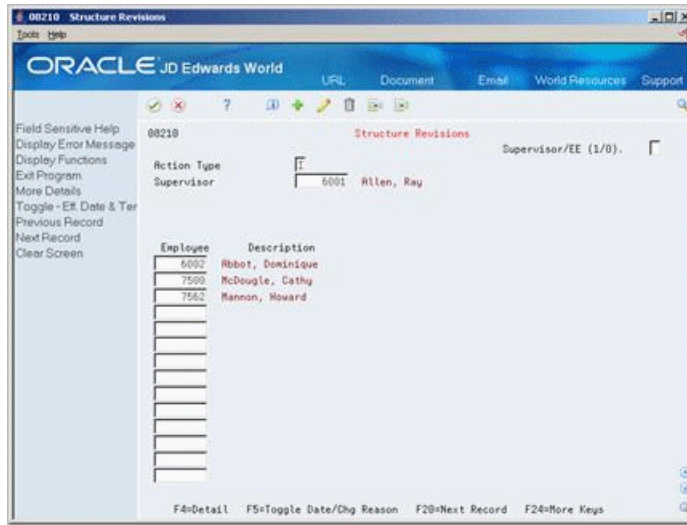 08210 Structure Revisions
Tools Help
ORACLE JD Edwards World
URL Document Email World Resources Support
Field Sensitive Help
Display Error Message
Display Functions
Exit Program
More Details
Toggle - Eff. Date & Ter
Previous Record
Next Record
Clear Screen
08210 Structure Revisions
Supervisor/EE (1/0).
Action Type I
Supervisor 6001 Allen, Ray
Employee Description
6002 Abbot, Dominique
7500 McDougle, Cathy
7562 Mannon, Howard
F4=Detail F5=Toggle Date/Chg Reason F20=Next Record F24=More Keys